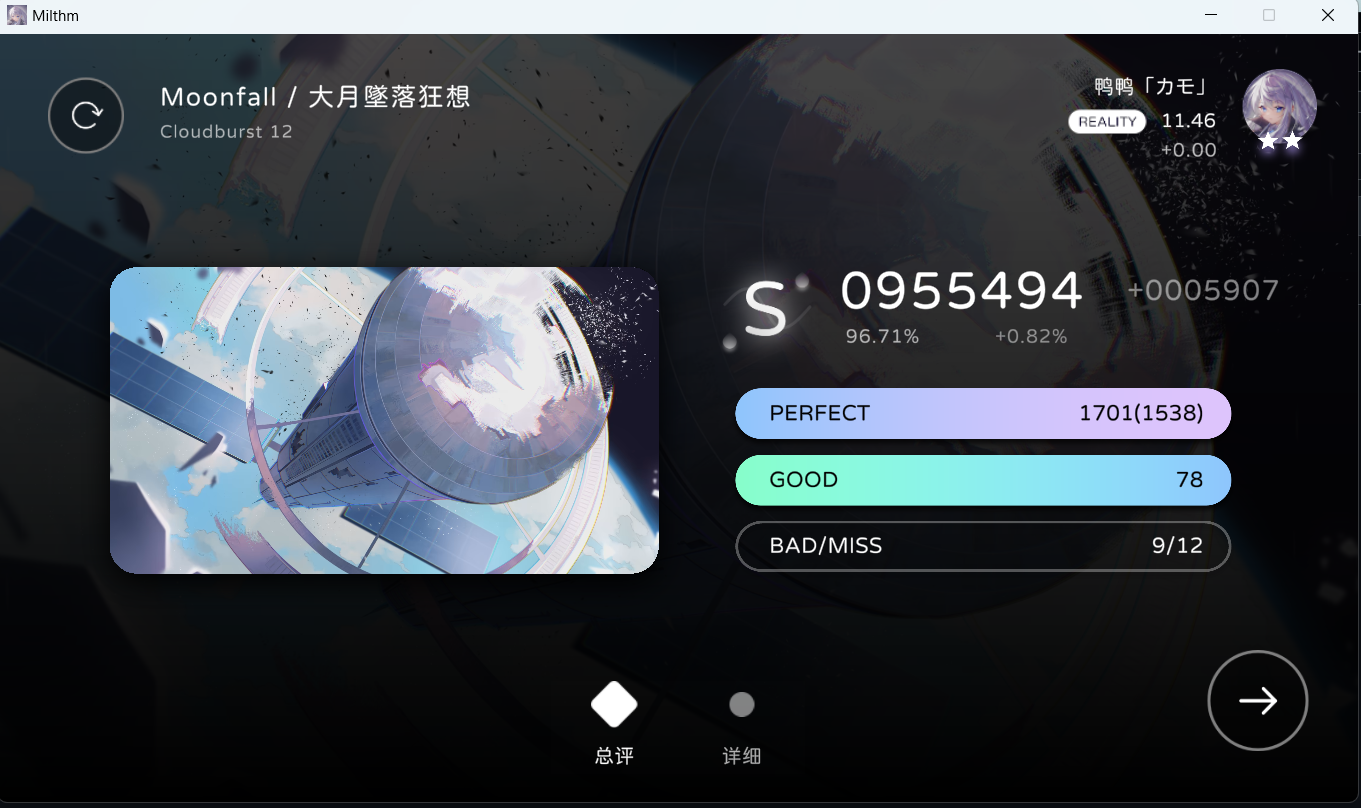 Milthm
Moonfall / 大月墜落狂想
Cloudburst 12
鸭鸭「カモ」
REALITY 11.46
+0.00
S 0955494 +0005907
96.71% +0.82%
PERFECT 1701(1538)
GOOD 78
BAD/MISS 9/12
总评 详细